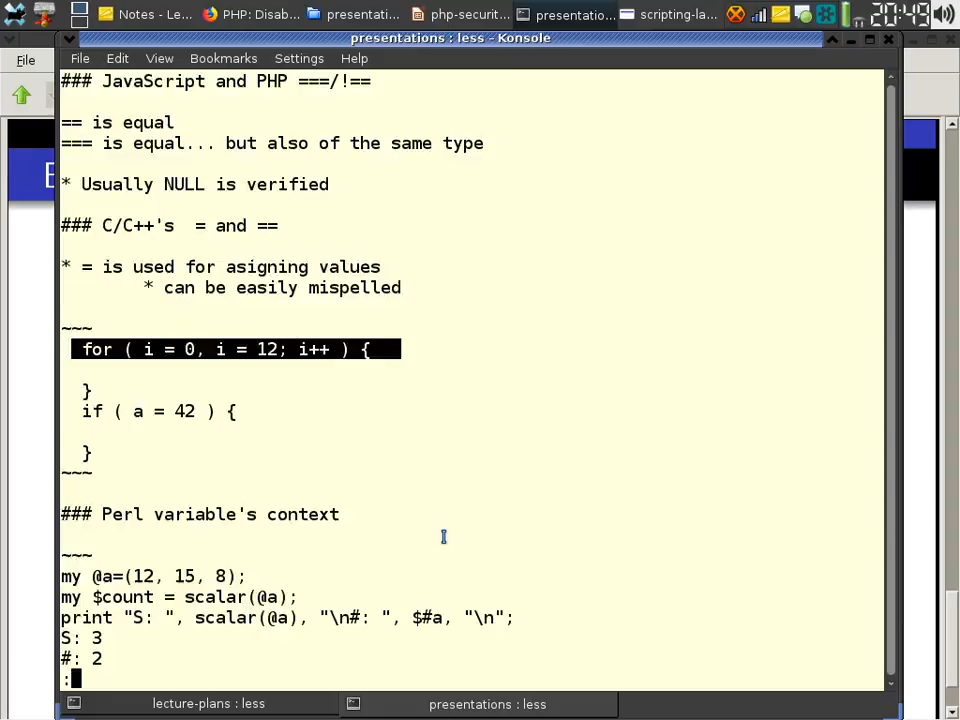 Notes - Le...
PHP: Disab...
presentati...
php-securit...
presentatio...
scripting-la...
20:49
presentations : less - Konsole
File
File Edit View Bookmarks Settings Help
### JavaScript and PHP ===/!==
== is equal
=== is equal... but also of the same type
* Usually NULL is verified
### C/C++'s  = and ==
* = is used for asigning values
* can be easily mispelled
~~~
for ( i = 0, i = 12; i++ ) {
}
if ( a = 42 ) {
}
~~~
### Perl variable's context
~~~
my @a=(12, 15, 8);
my $count = scalar(@a);
print "S: ", scalar(@a), "\n#: ", $#a, "\n";
S: 3
#: 2
:
lecture-plans : less
presentations : less